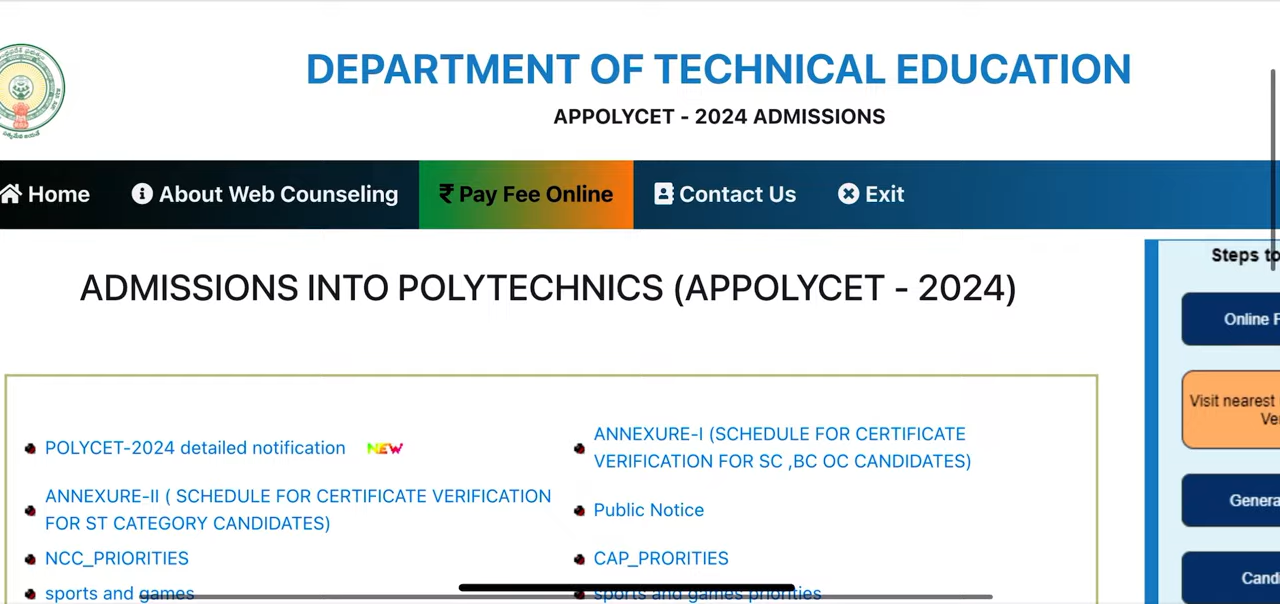 DEPARTMENT OF TECHNICAL EDUCATION
APPOLYCET - 2024 ADMISSIONS
Home About Web Counseling ₹ Pay Fee Online Contact Us Exit
ADMISSIONS INTO POLYTECHNICS (APPOLYCET - 2024)
POLYCET-2024 detailed notification NEW
ANNEXURE-I (SCHEDULE FOR CERTIFICATE
VERIFICATION FOR SC ,BC OC CANDIDATES)
ANNEXURE-II ( SCHEDULE FOR CERTIFICATE VERIFICATION
FOR ST CATEGORY CANDIDATES)
Public Notice
NCC_PRIORITIES
CAP_PRORITIES
sports and games
sports and games priorities
Steps to
Online F
Visit nearest
Ve
Genera
Candi